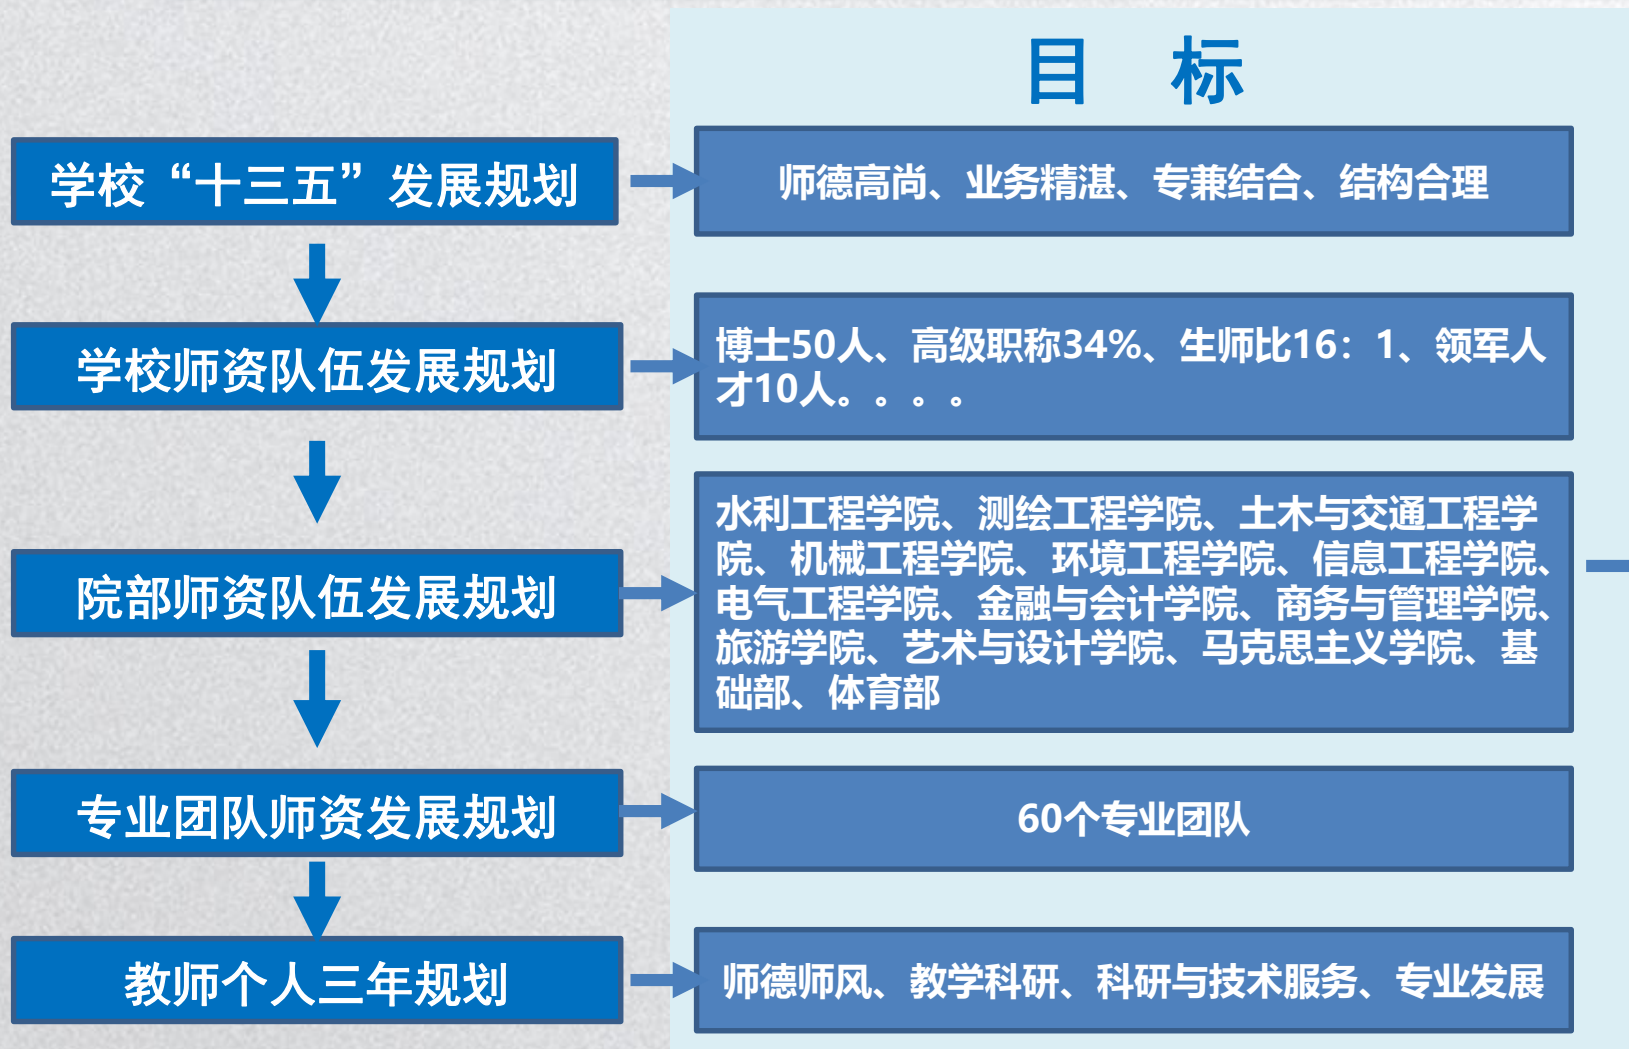 目 标
学校“十三五”发展规划
师德高尚、业务精湛、专兼结合、结构合理
学校师资队伍发展规划
博士50人、高级职称34%、生师比16：1、领军人
才10人。。。。
院部师资队伍发展规划
水利工程学院、测绘工程学院、土木与交通工程学
院、机械工程学院、环境工程学院、信息工程学院、
电气工程学院、金融与会计学院、商务与管理学院、
旅游学院、艺术与设计学院、马克思主义学院、基
础部、体育部
专业团队师资发展规划
60个专业团队
教师个人三年规划
师德师风、教学科研、科研与技术服务、专业发展